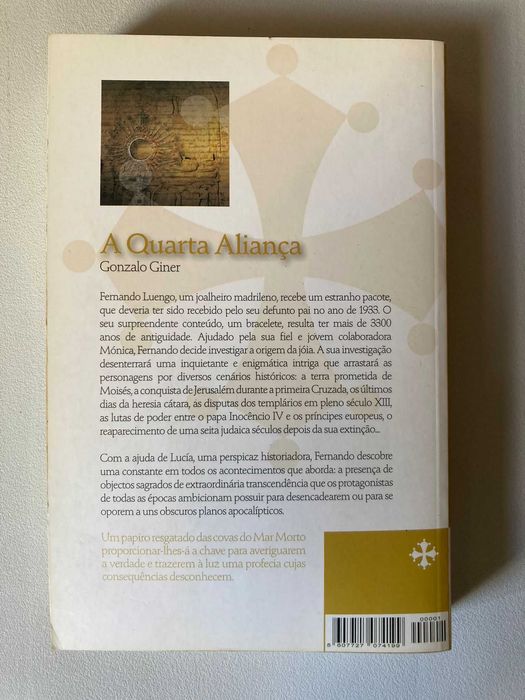 A Quarta Aliança
Gonzalo Giner
Fernando Luengo, um joalheiro madrileno, recebe um estranho pacote,
que deveria ter sido recebido pelo seu defunto pai no ano de 1933. O
seu surpreendente conteúdo, um bracelete, resulta ter mais de 3300
anos de antiguidade. Ajudado pela sua fiel e jovem colaboradora
Mónica, Fernando decide investigar a origem da jóia. A sua investigação
desenterrará uma inquietante e enigmática intriga que arrastará as
personagens por diversos cenários históricos: a terra prometida de
Moisés, a conquista de Jerusalém durante a primeira Cruzada, os últimos
dias da heresia cátara, as disputas dos templários em pleno século XIII,
as lutas de poder entre o papa Inocêncio IV e os príncipes europeus, o
reaparecimento de uma seita judaica séculos depois da sua extinção...
Com a ajuda de Lucía, uma perspicaz historiadora, Fernando descobre
uma constante em todos os acontecimentos que aborda: a presença de
objectos sagrados de extraordinária transcendência que os protagonistas
de todas as épocas ambicionam possuir para desencadearem ou para se
oporem a uns obscuros planos apocalípticos.
Um papiro resgatado das covas do Mar Morto
proporcionar-lhes-á a chave para averiguarem
a verdade e trazerem à luz uma profecia cujas
consequências desconhecem.
00001
5 607727 074199